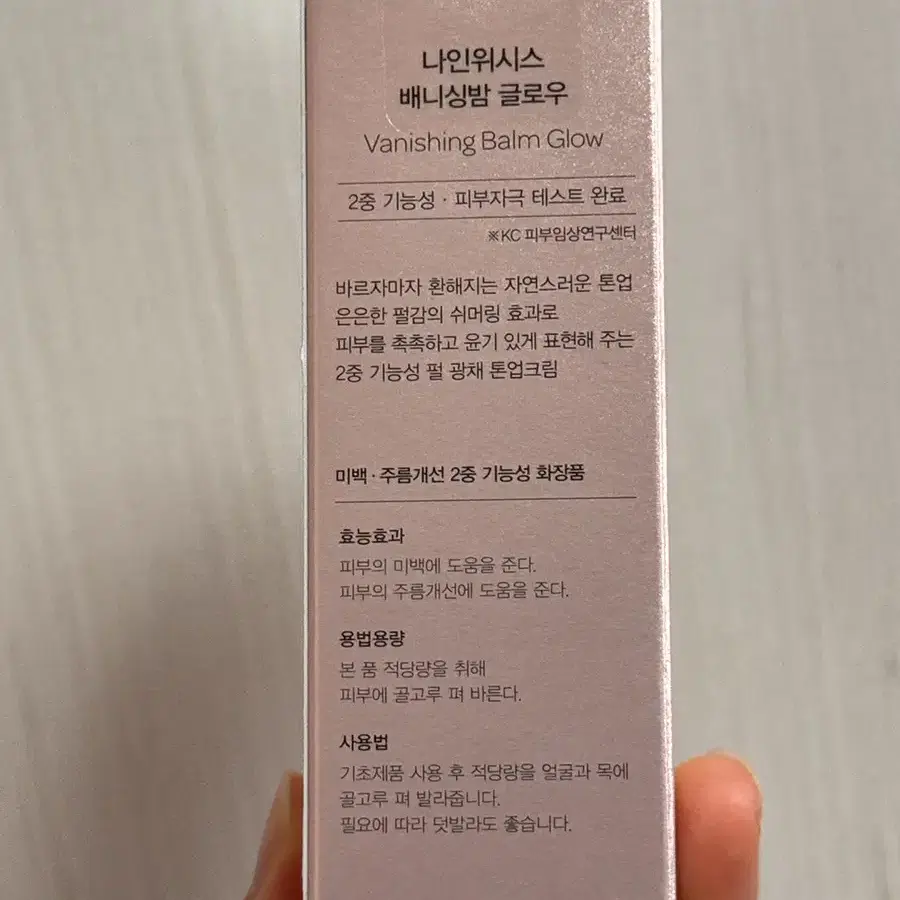 나인위시스
배니싱밤 글로우
Vanishing Balm Glow
2중 기능성 · 피부자극 테스트 완료
※KC 피부임상연구센터
바르자마자 환해지는 자연스러운 톤업
은은한 펄감의 쉬머링 효과로
피부를 촉촉하고 윤기 있게 표현해 주는
2중 기능성 펄 광채 톤업크림
미백 · 주름개선 2중 기능성 화장품
효능효과
피부의 미백에 도움을 준다.
피부의 주름개선에 도움을 준다.
용법용량
본 품 적당량을 취해
피부에 골고루 펴 바른다.
사용법
기초제품 사용 후 적당량을 얼굴과 목에
골고루 펴 발라줍니다.
필요에 따라 덧발라도 좋습니다.